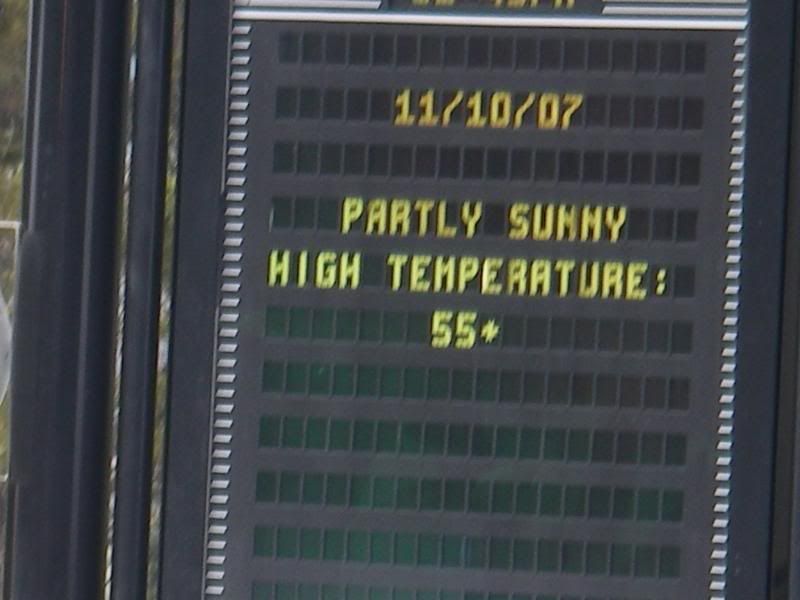 11/10/07
PARTLY SUNNY
HIGH TEMPERATURE:
55*